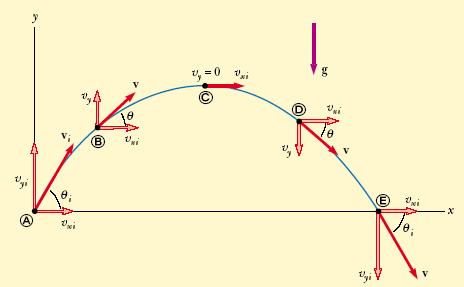 y
v_y = 0
v_xi
C
g
v_y
v
θ
B
v_xi
D
v_xi
θ
v_y
v
v_i
v_yi
θ_i
A
v_xi
E
v_xi
x
θ_i
v_yi
v